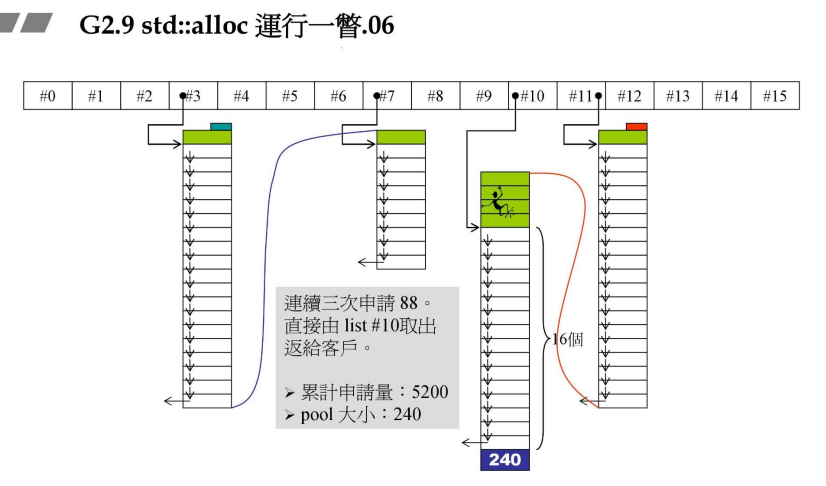 G2.9 std::alloc 運行一瞥.06
#0 #1 #2 #3 #4 #5 #6 #7 #8 #9 #10 #11 #12 #13 #14 #15
連續三次申請 88。
直接由 list #10取出
返給客戶。
➢ 累計申請量：5200
➢ pool 大小：240
16個
240